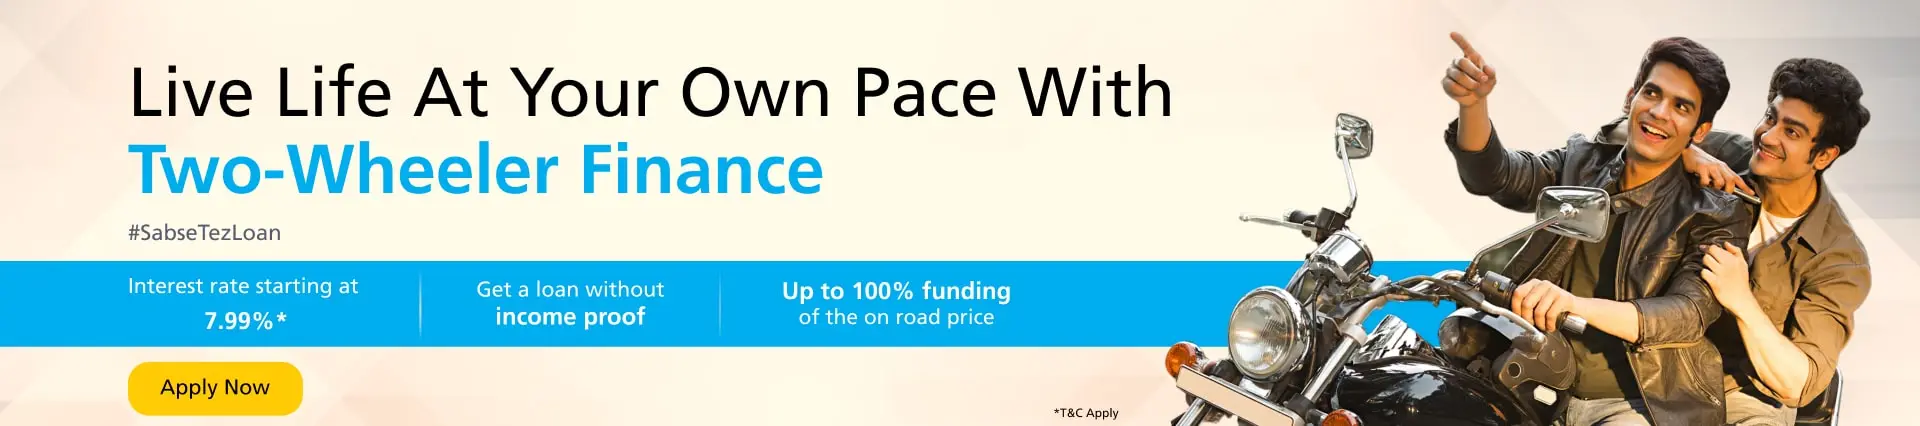 Live Life At Your Own Pace With
Two-Wheeler Finance
#SabseTezLoan
Interest rate starting at
7.99%*
Get a loan without
income proof
Up to 100% funding
of the on road price
Apply Now
*T&C Apply